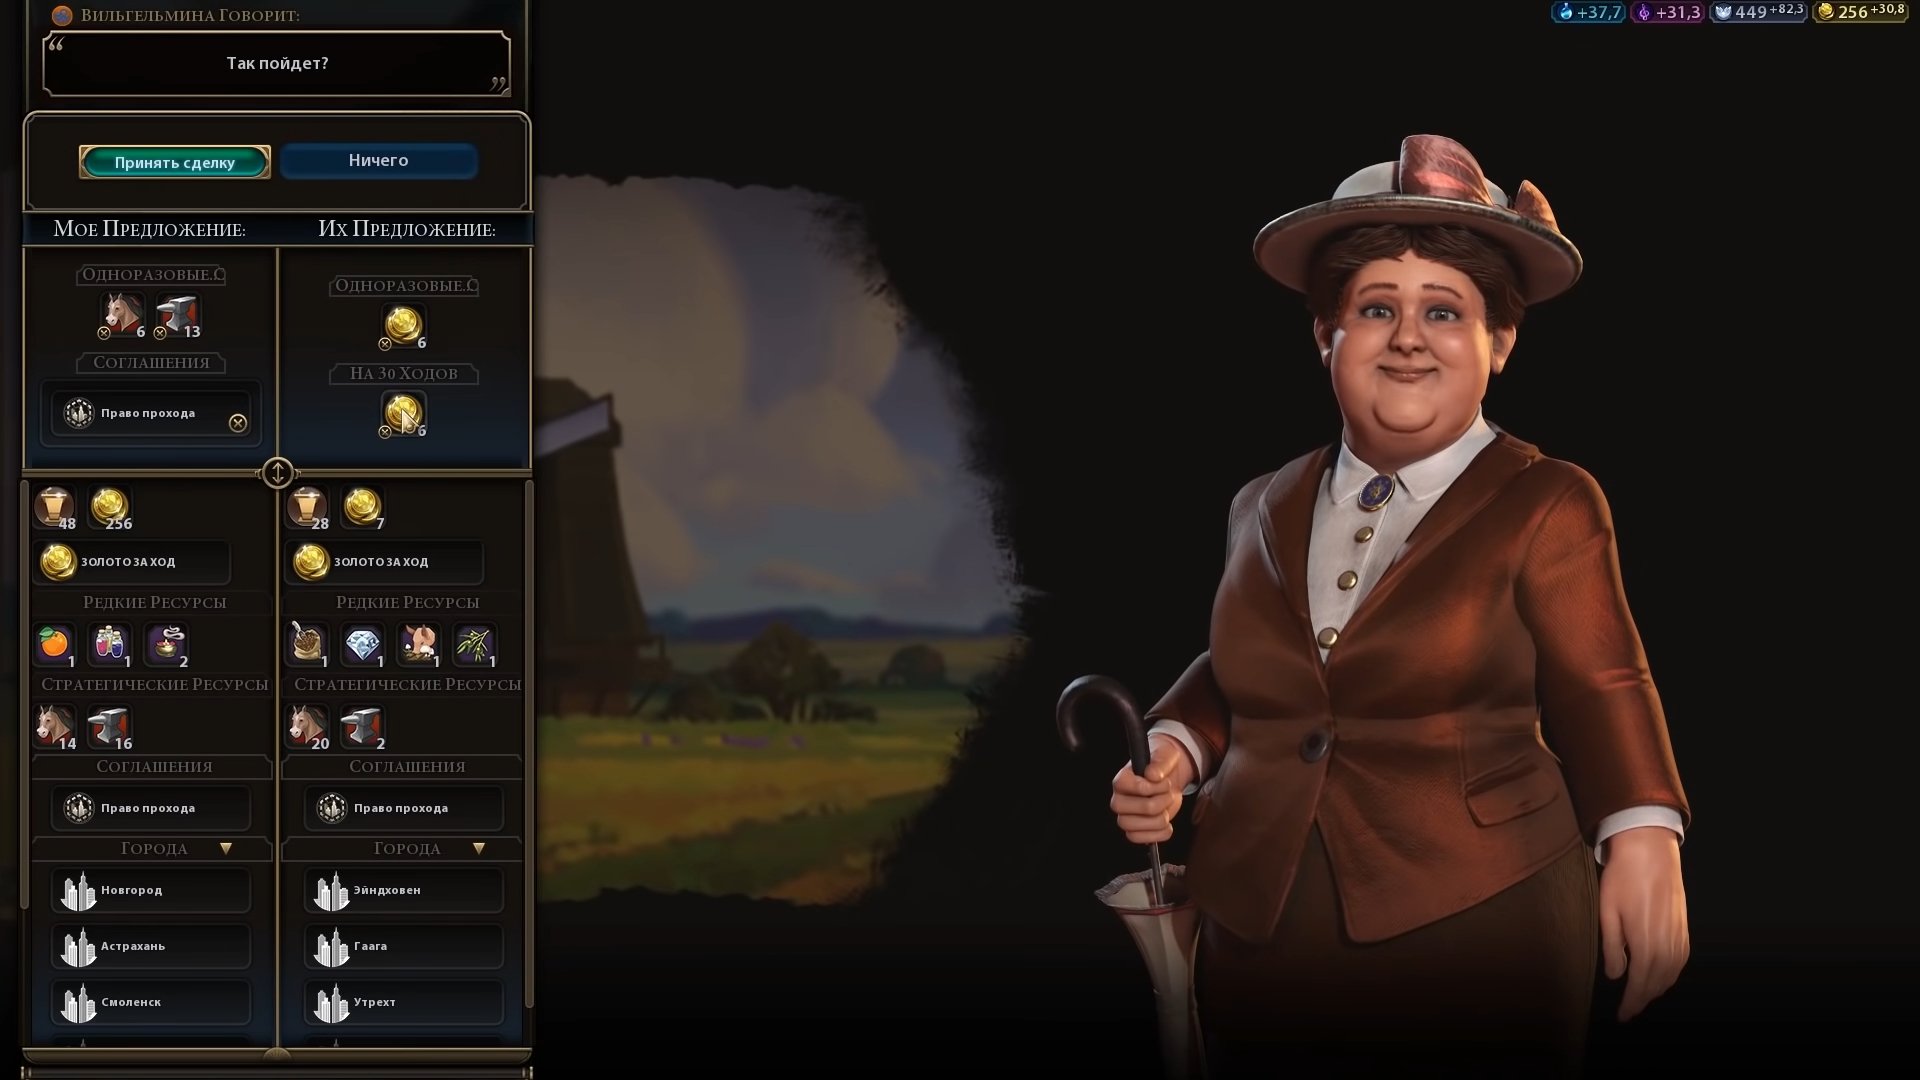 Вильгельмина Говорит:
+37,7 +31,3 449 +82,3 256 +30,8
“ Так пойдет? ”
Принять сделку Ничего
Мое Предложение: Их Предложение:
Одноразовые.С Одноразовые.С
6 13 6
Соглашения На 30 Ходов
Право прохода 6
48 256 28 7
Золото за ход Золото за ход
Редкие Ресурсы Редкие Ресурсы
1 1 2 1 1 1 1
Стратегические Ресурсы Стратегические Ресурсы
14 16 20 2
Соглашения Соглашения
Право прохода Право прохода
Города Города
Новгород Эйндховен
Астрахань Гаага
Смоленск Утрехт